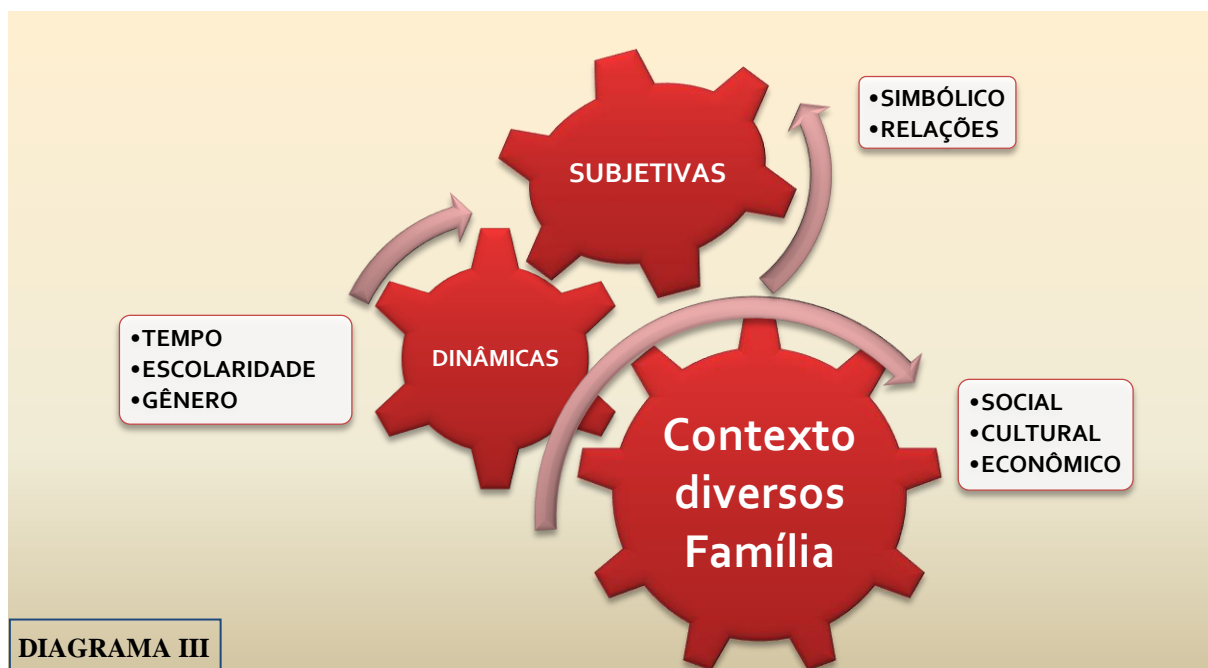 SUBJETIVAS
•SIMBÓLICO
•RELAÇÕES
•TEMPO
•ESCOLARIDADE
•GÊNERO
DINÂMICAS
Contexto
diversos
Família
•SOCIAL
•CULTURAL
•ECONÔMICO
DIAGRAMA III